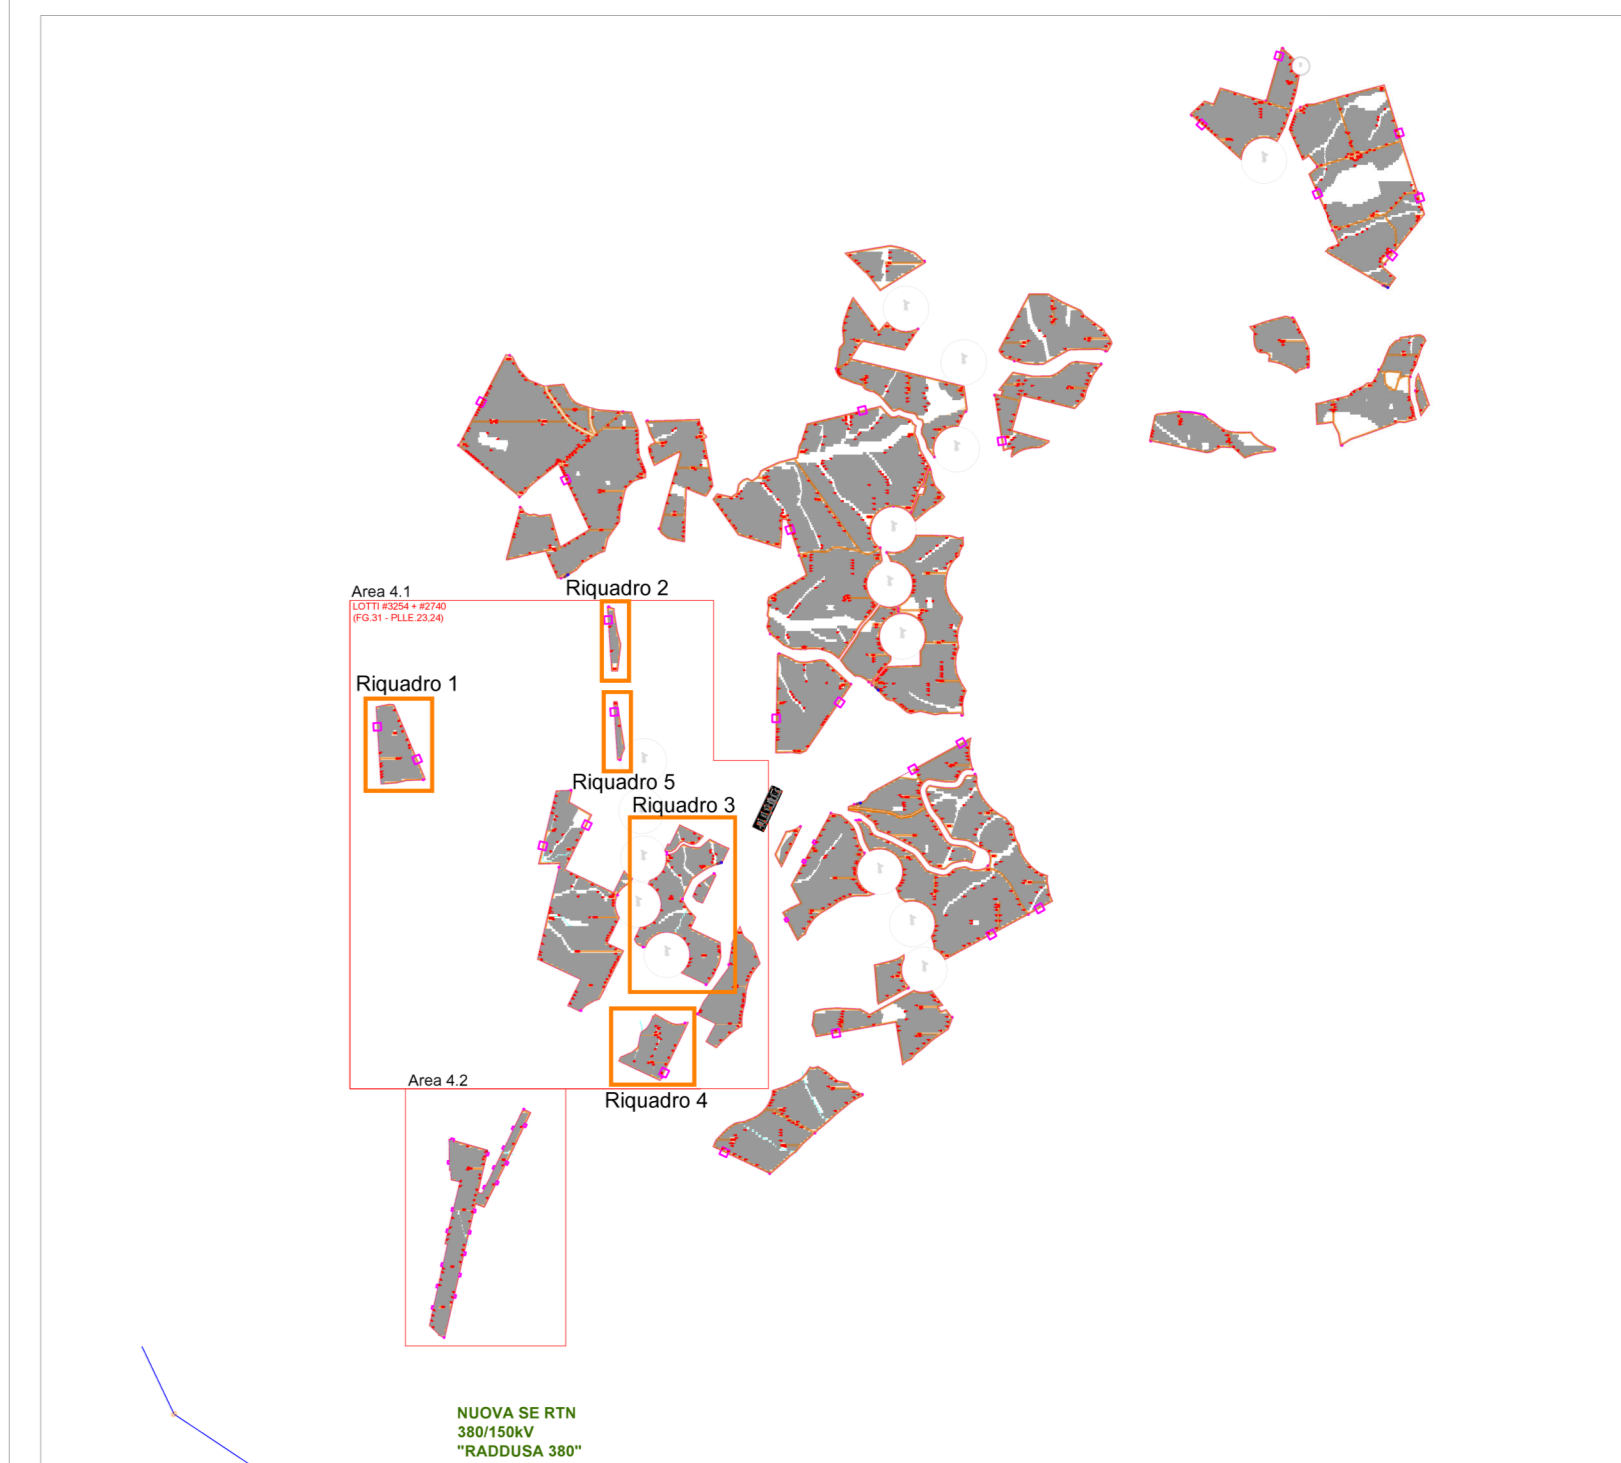 Area 4.1
Riquadro 2
LOTTI #3254 + #2740
(FG.31 - PLLE.23,24)
Riquadro 1
Riquadro 5
Riquadro 3
Area 4.2
Riquadro 4
NUOVA SE RTN
380/150kV
"RADDUSA 380"